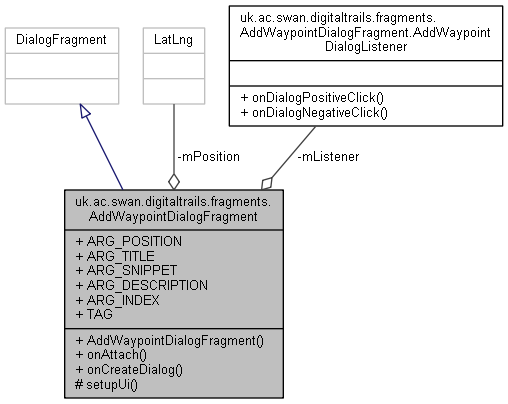 DialogFragment
LatLng
uk.ac.swan.digitaltrails.fragments.
AddWaypointDialogFragment.AddWaypoint
DialogListener
+ onDialogPositiveClick()
+ onDialogNegativeClick()
-mPosition
-mListener
uk.ac.swan.digitaltrails.fragments.
AddWaypointDialogFragment
+ ARG_POSITION
+ ARG_TITLE
+ ARG_SNIPPET
+ ARG_DESCRIPTION
+ ARG_INDEX
+ TAG
+ AddWaypointDialogFragment()
+ onAttach()
+ onCreateDialog()
# setupUi()